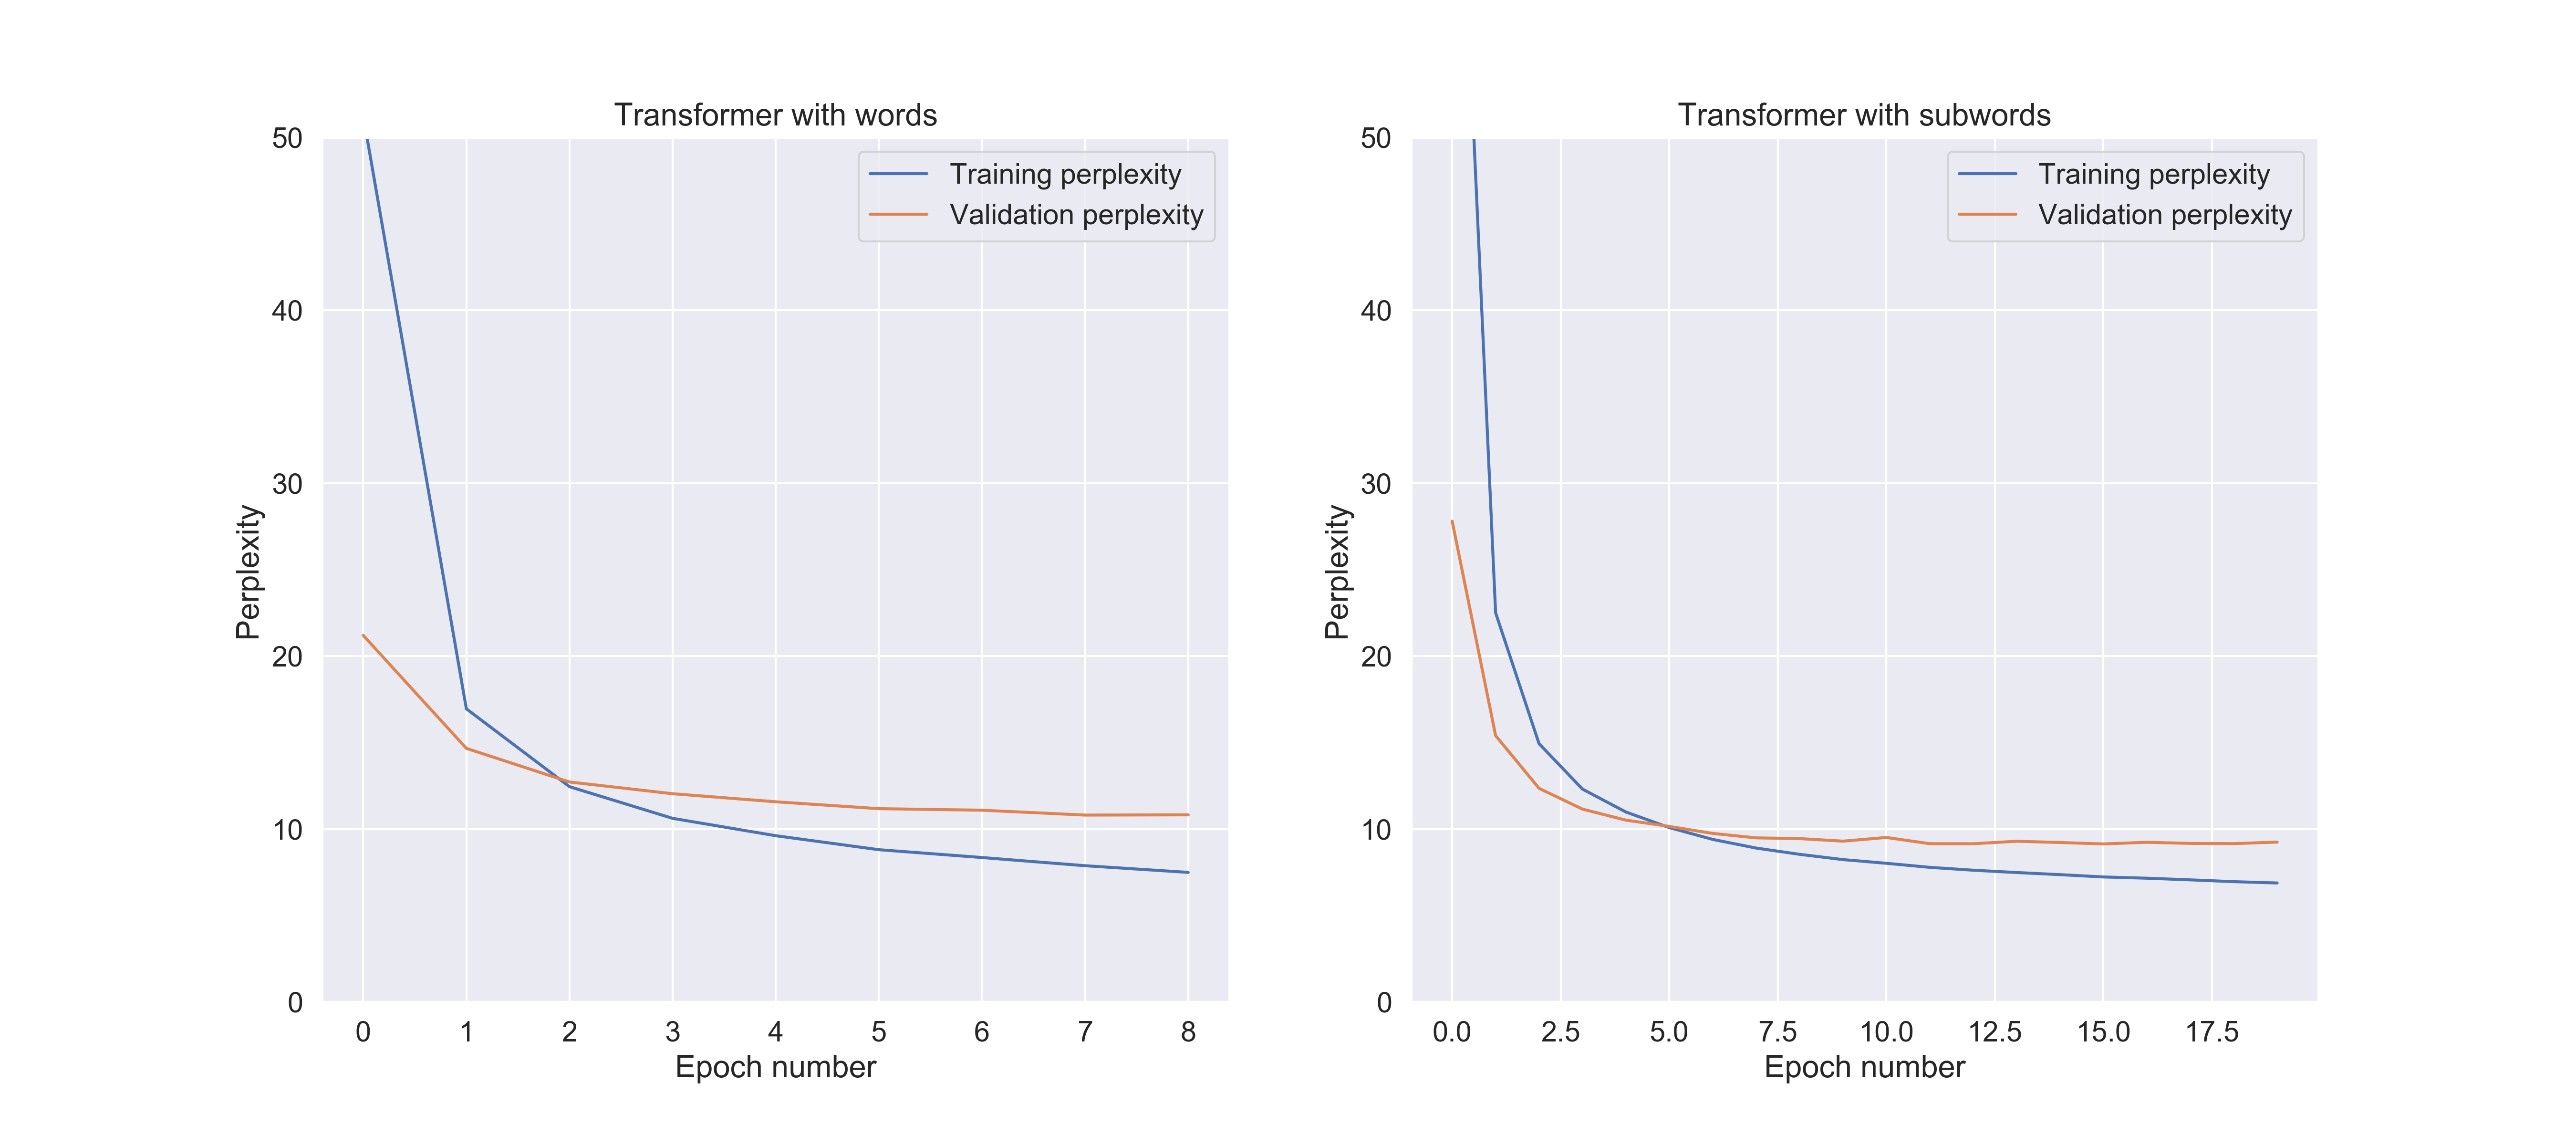 Transformer with words
50
40
30
20
10
0
Perplexity
Training perplexity
Validation perplexity
0 1 2 3 4 5 6 7 8
Epoch number
Transformer with subwords
50
40
30
20
10
0
Perplexity
Training perplexity
Validation perplexity
0.0 2.5 5.0 7.5 10.0 12.5 15.0 17.5
Epoch number